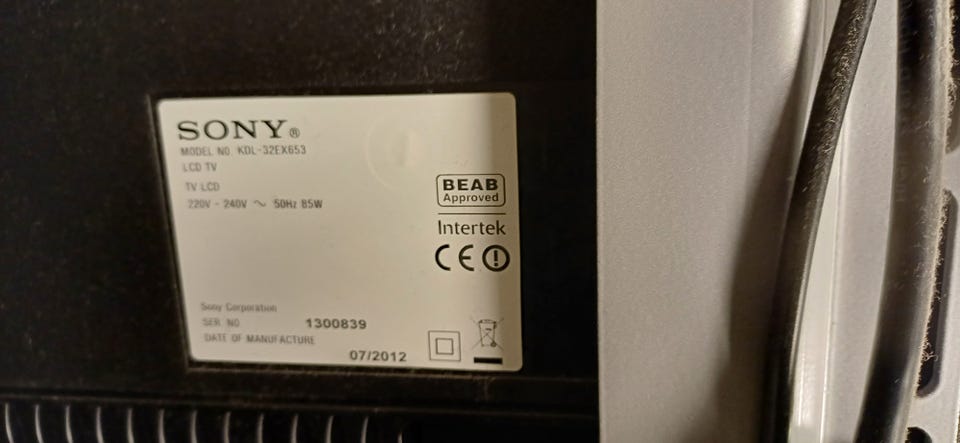 SONY®
MODEL NO. KDL-32EX653
LCD TV
TV LCD
220V - 240V ~ 50Hz 85W
BEAB
Approved
Intertek
CE
Sony Corporation
SER. NO 1300839
DATE OF MANUFACTURE
07/2012